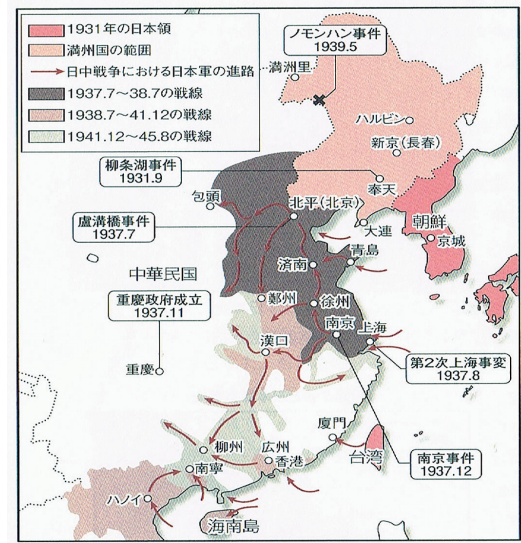 1931年の日本領
満州国の範囲
日中戦争における日本軍の進路
1937.7〜38.7の戦線
1938.7〜41.12の戦線
1941.12〜45.8の戦線
ノモンハン事件
1939.5
満洲里
ハルビン
新京(長春)
柳条湖事件
1931.9
奉天
包頭
北平(北京)
大連
朝鮮
京城
盧溝橋事件
1937.7
青島
済南
中華民国
重慶政府成立
1937.11
鄭州
徐州
南京
上海
漢口
重慶
第2次上海事変
1937.8
厦門
台湾
南京事件
1937.12
柳州
広州
香港
南寧
ハノイ
海南島